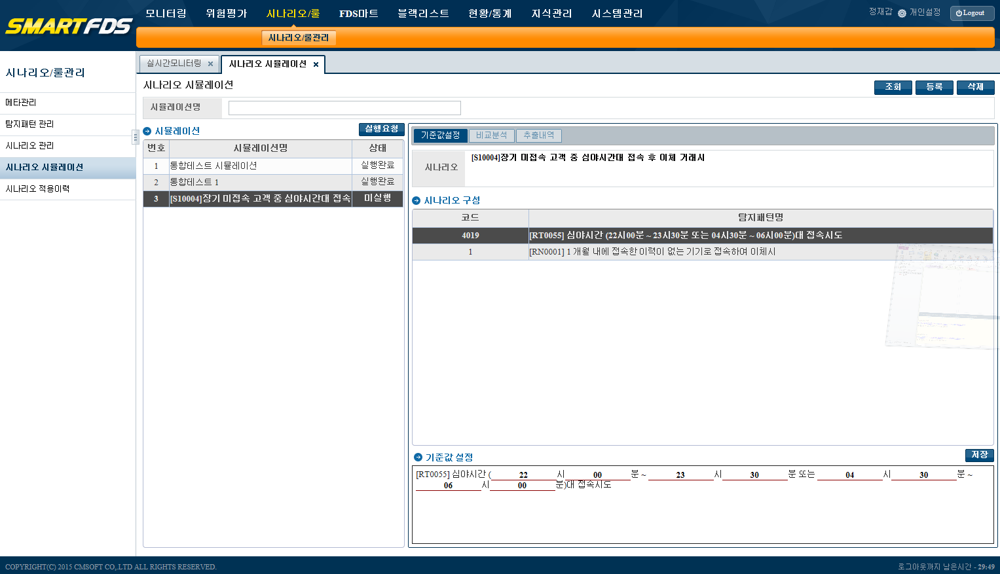 SMARTFDS
모니터링 위험평가 시나리오/룰 FDS마트 블랙리스트 현황/통계 지식관리 시스템관리
정재갑 개인설정 Logout
시나리오/룰관리
시나리오/룰관리
메타관리
탐지패턴 관리
시나리오 관리
시나리오 시뮬레이션
시나리오 적용이력
실시간모니터링 × 시나리오 시뮬레이션 ×
시나리오 시뮬레이션
조회 등록 삭제
시뮬레이션명
시뮬레이션 실행요청
번호 시뮬레이션명 상태
1 통합테스트 시뮬레이션 실행완료
2 통합테스트 1 실행완료
3 [S10004]장기 미접속 고객 중 심야시간대 접속 미실행
기준값설정 비교분석 추출내역
시나리오 [S10004]장기 미접속 고객 중 심야시간대 접속 후 이체 거래시
시나리오 구성
코드 탐지패턴명
4019 [RT0055] 심야시간 (22시00분 ~ 23시30분 또는 04시30분 ~ 06시00분)대 접속시도
1 [RN0001] 1 개월 내에 접속한 이력이 없는 기기로 접속하여 이체시
기준값 설정 저장
[RT0055] 심야시간 ( 22 시 00 분 ~ 23 시 30 분 또는 04 시 30 분 ~
06 시 00 분)대 접속시도
COPYRIGHT(C) 2015 CMSOFT CO,.LTD ALL RIGHTS RESERVED.
로그아웃까지 남은시간 - 29:49